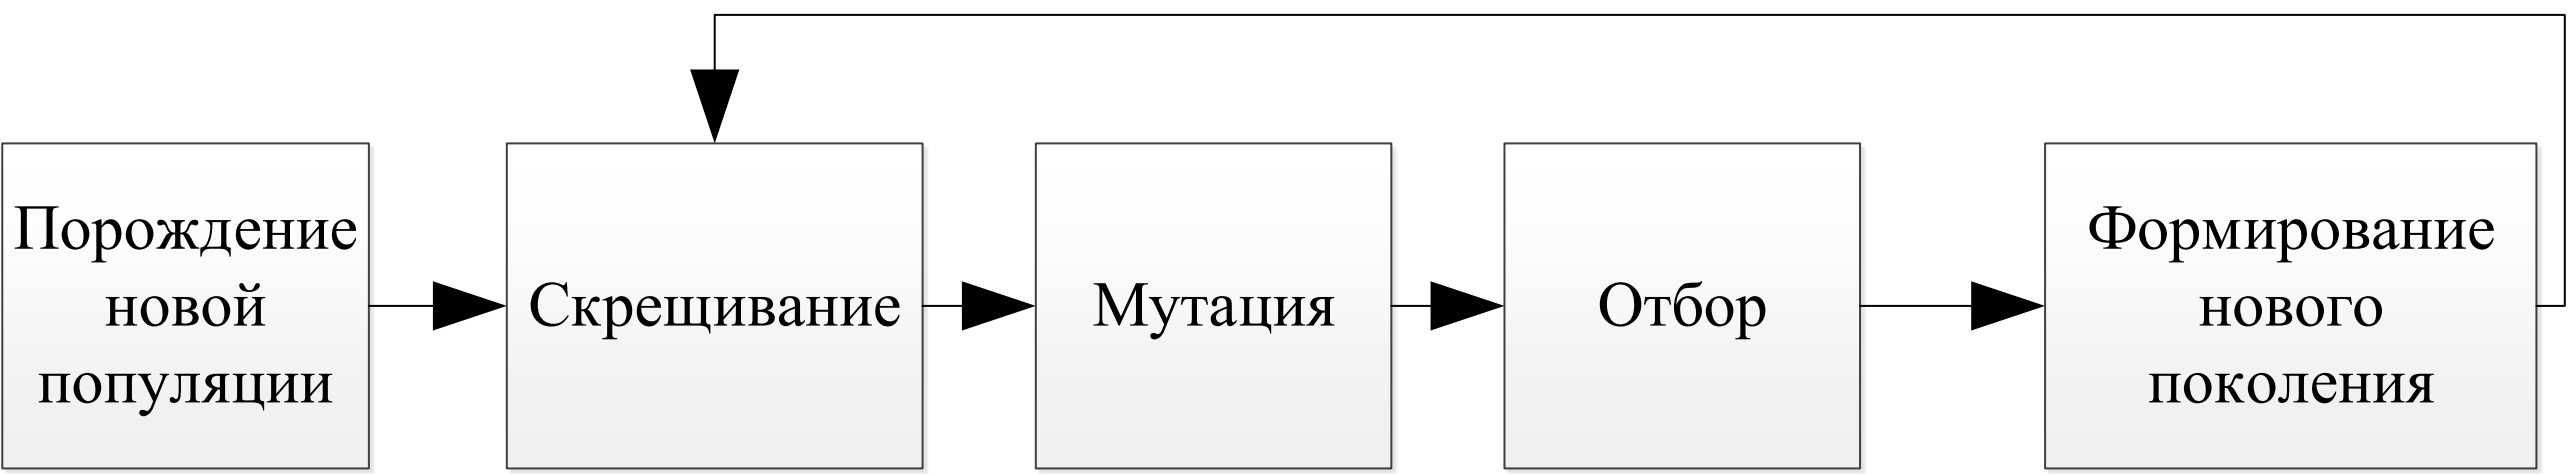 Порождение
новой
популяции
Скрещивание
Мутация
Отбор
Формирование
нового
поколения